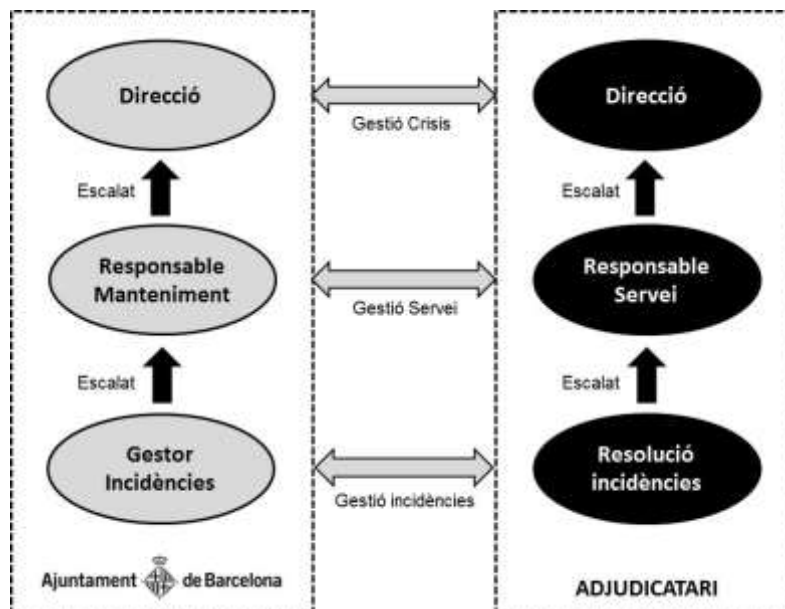 Direcció
Gestió Crisis
Direcció
Escalat
Escalat
Responsable
Manteniment
Gestió Servei
Responsable
Servei
Escalat
Escalat
Gestor
Incidències
Gestió incidències
Resolució
incidències
Ajuntament de Barcelona
ADJUDICATARI